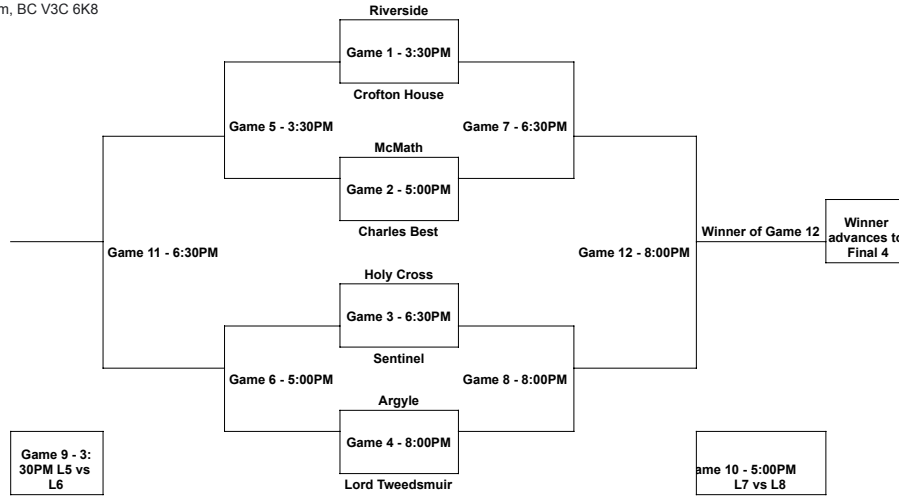 m, BC V3C 6K8
Riverside
Game 1 - 3:30PM
Crofton House
Game 5 - 3:30PM
Game 7 - 6:30PM
McMath
Game 2 - 5:00PM
Charles Best
Winner of Game 12
Winner
advances to
Final 4
Game 11 - 6:30PM
Game 12 - 8:00PM
Holy Cross
Game 3 - 6:30PM
Sentinel
Game 6 - 5:00PM
Game 8 - 8:00PM
Argyle
Game 4 - 8:00PM
Lord Tweedsmuir
Game 9 - 3:
30PM L5 vs
L6
ame 10 - 5:00PM
L7 vs L8